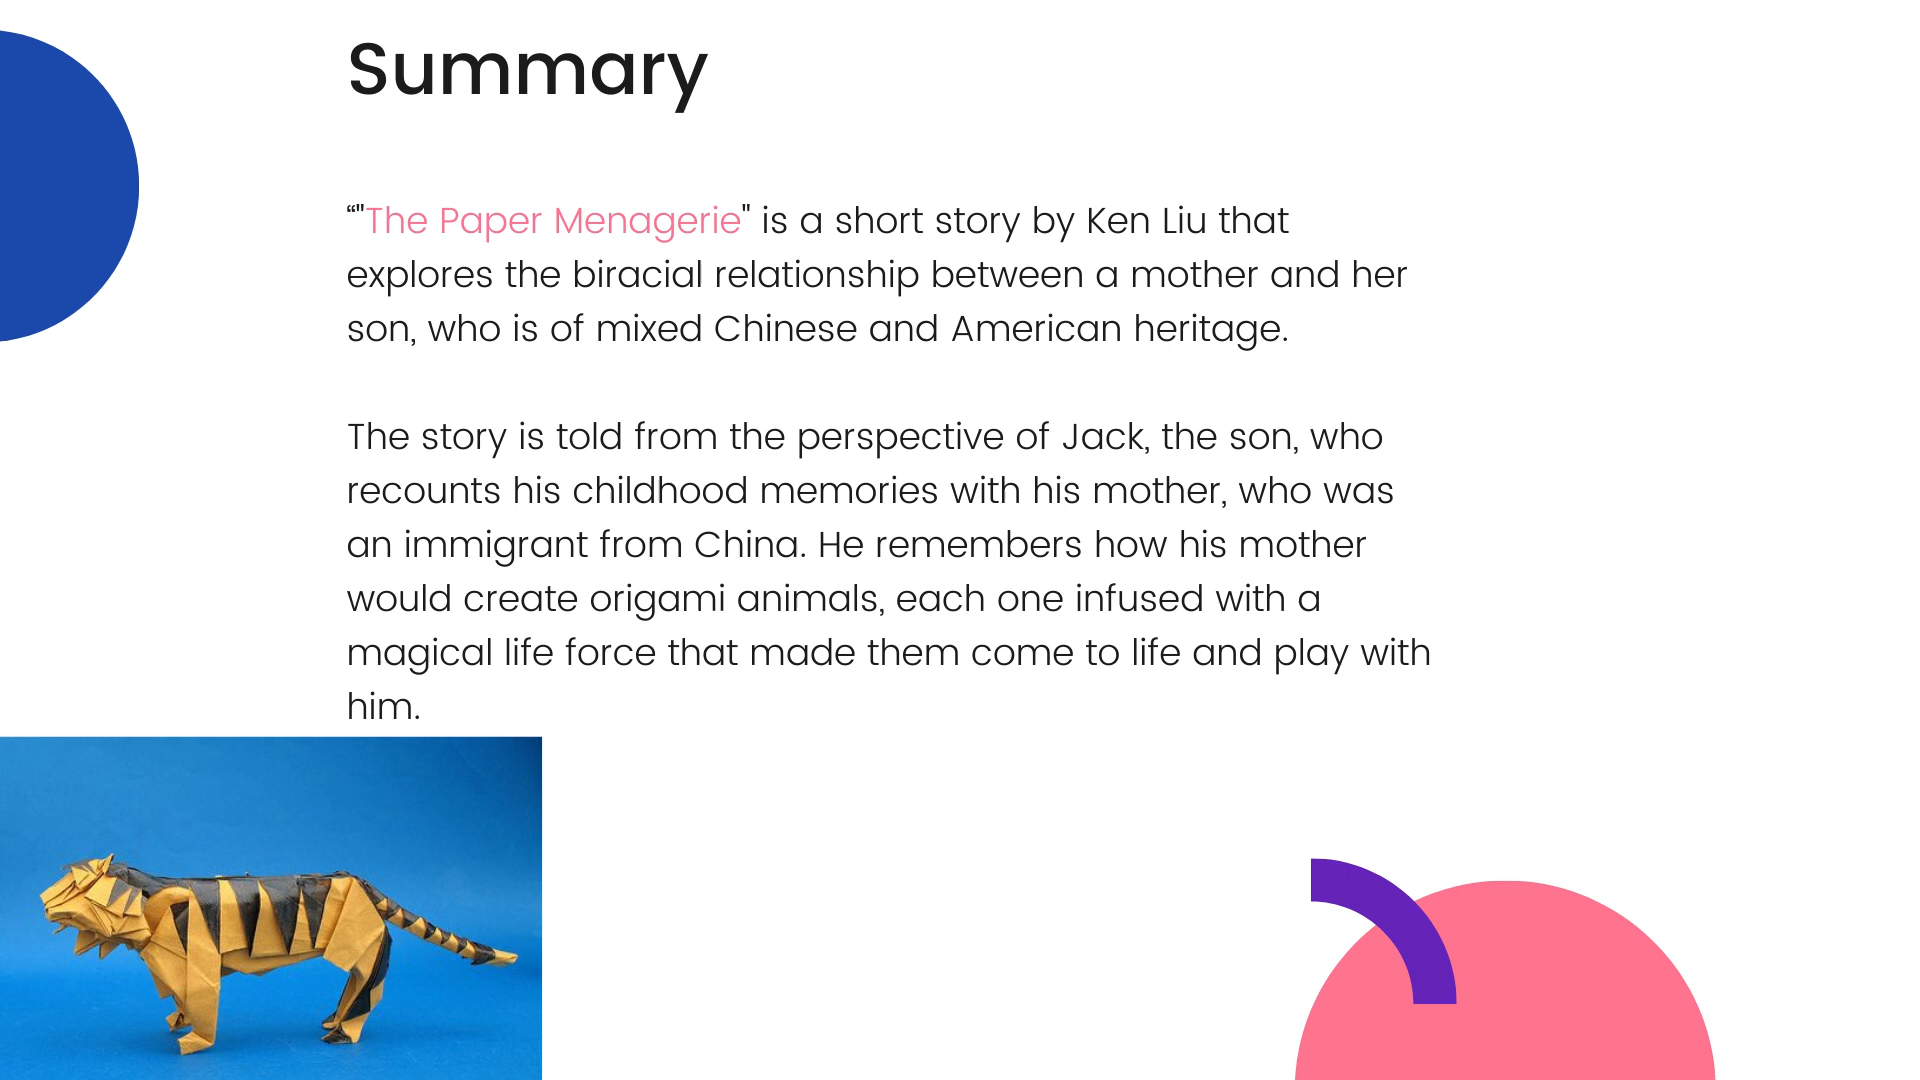 Summary
“"The Paper Menagerie" is a short story by Ken Liu that
explores the biracial relationship between a mother and her
son, who is of mixed Chinese and American heritage.
The story is told from the perspective of Jack, the son, who
recounts his childhood memories with his mother, who was
an immigrant from China. He remembers how his mother
would create origami animals, each one infused with a
magical life force that made them come to life and play with
him.